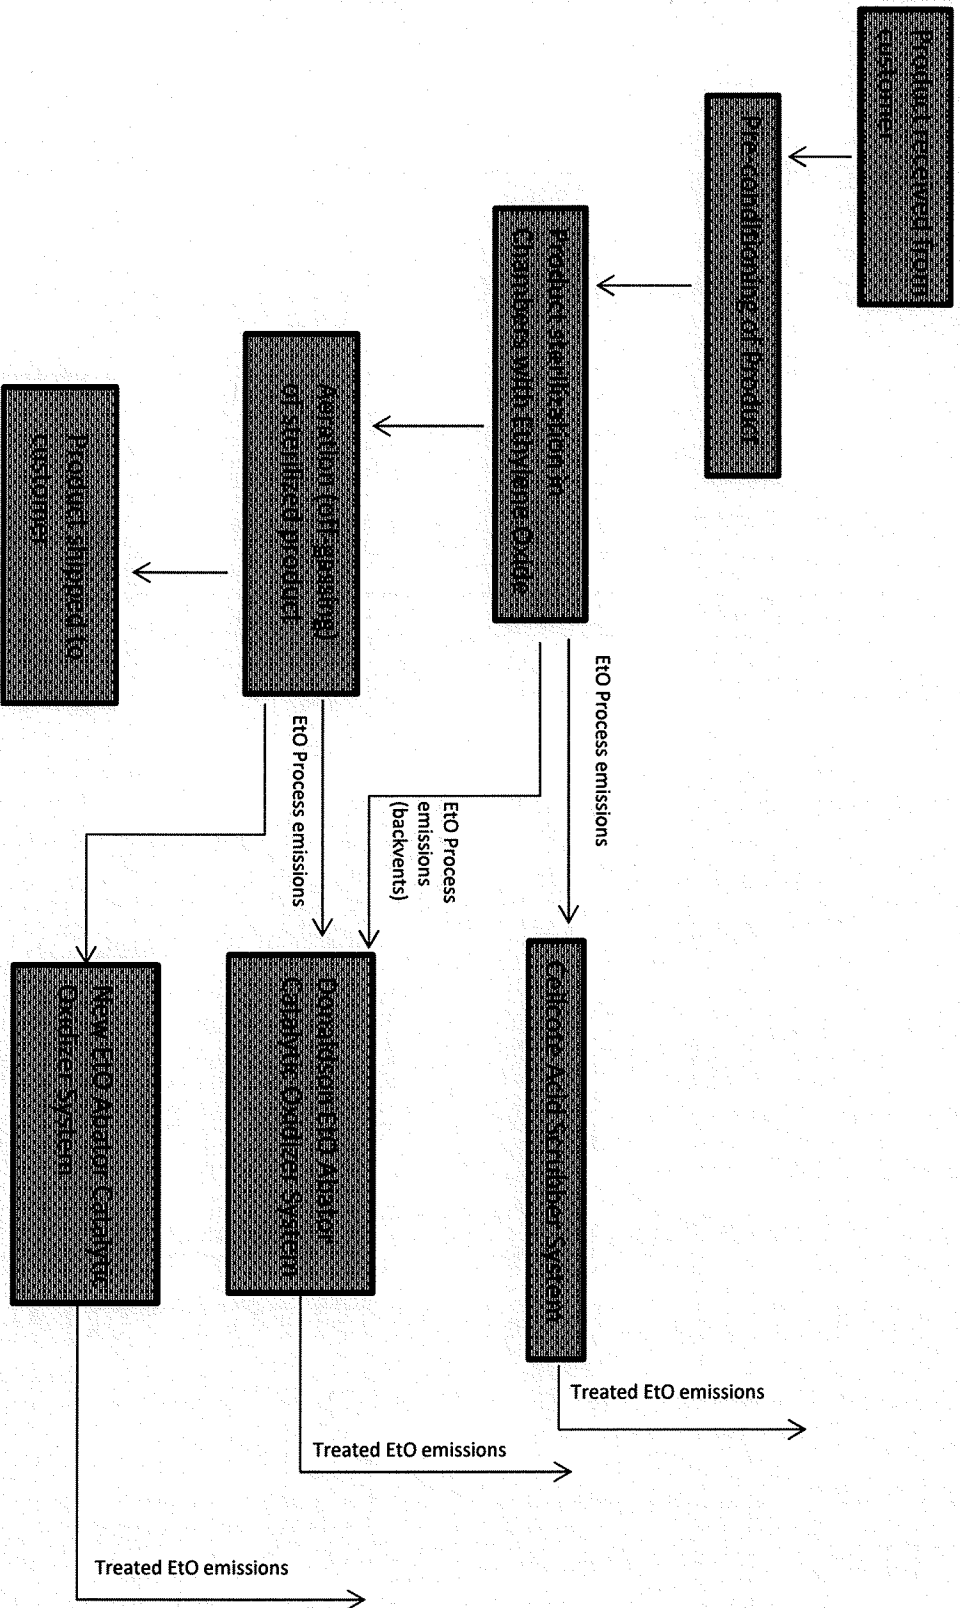 Product received from
customer
Pre-conditioning of Product
Product sterilization in
Chambers with Ethylene Oxide
EtO Process emissions
Ceilcote Acid Scrubber System
Treated EtO emissions
EtO Process
emissions
(backvents)
Aeration (off-gassing)
of sterilized product
EtO Process emissions
Donaldson EtO Abator
Catalytic Oxidizer System
Treated EtO emissions
Product shipped to
customer
New EtO Abator Catalytic
Oxidizer System
Treated EtO emissions